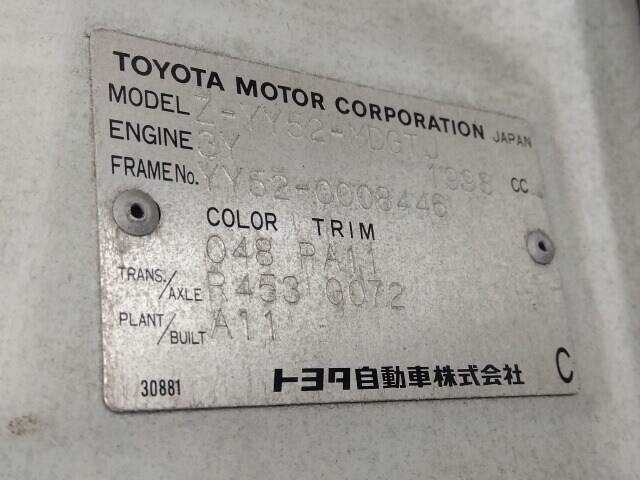 TOYOTA MOTOR CORPORATION JAPAN
MODEL Z-YY52-MDGTJ
ENGINE 3Y 1998 CC
FRAME No. YY52-0008446
COLOR TRIM
048 PA11
TRANS./AXLE R453 G072
PLANT/BUILT A11
30881 トヨタ自動車株式会社 C